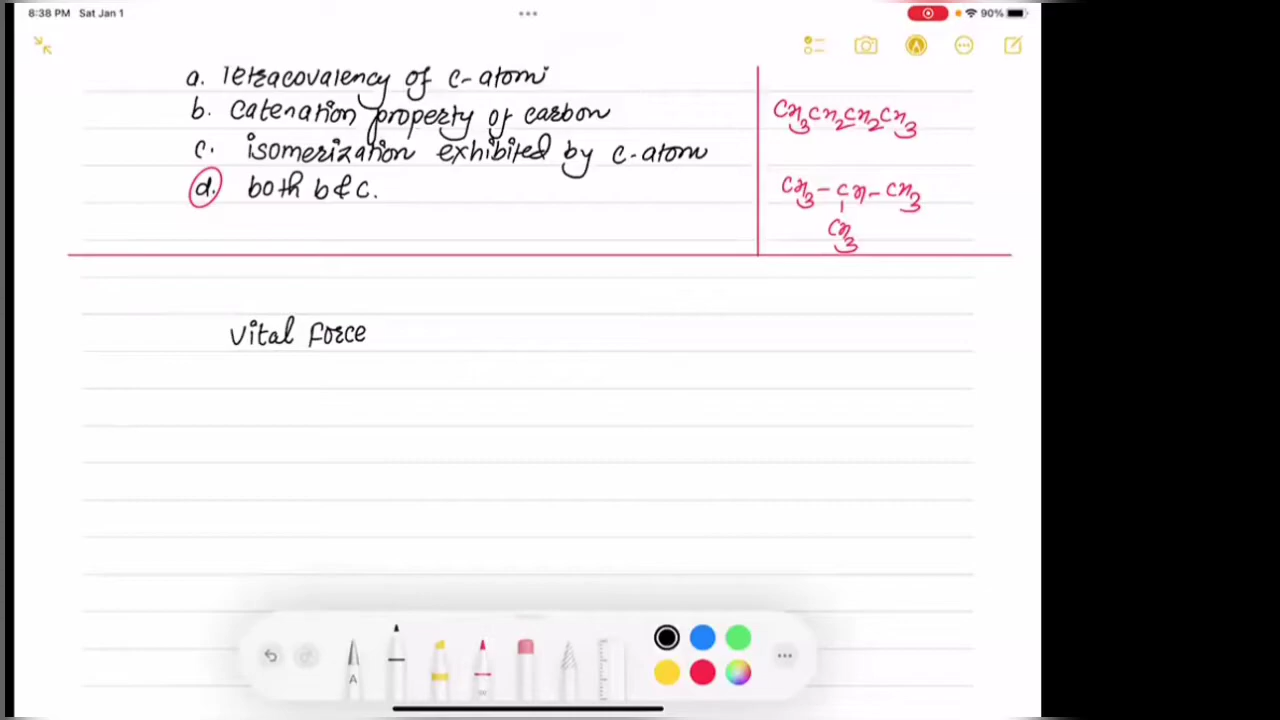 8:38 PM Sat Jan 1
90%
a. Tetracovalency of C-atom
b. Catenation property of carbon
c. isomerization exhibited by C-atom
d. both b & c.
CH3CH2CH2CH3
CH3-CH-CH3
CH3
Vital Force
A